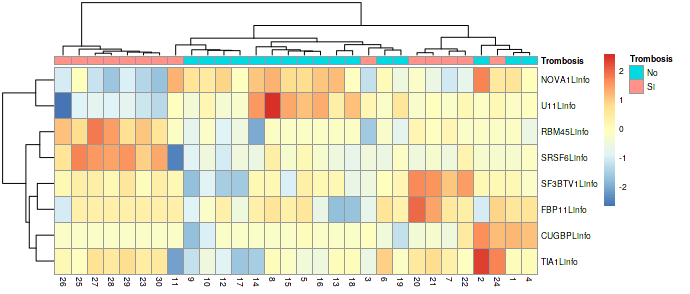 Trombosis
NOVA1Linfo
U11Linfo
RBM45Linfo
SRSF6Linfo
SF3BTV1Linfo
FBP11Linfo
CUGBPLinfo
TIA1Linfo
26 25 27 28 29 23 30 11 9 10 12 17 14 8 15 5 16 13 18 3 6 19 20 21 7 22 2 24 1 4
2
1
0
-1
-2
Trombosis
No
SI